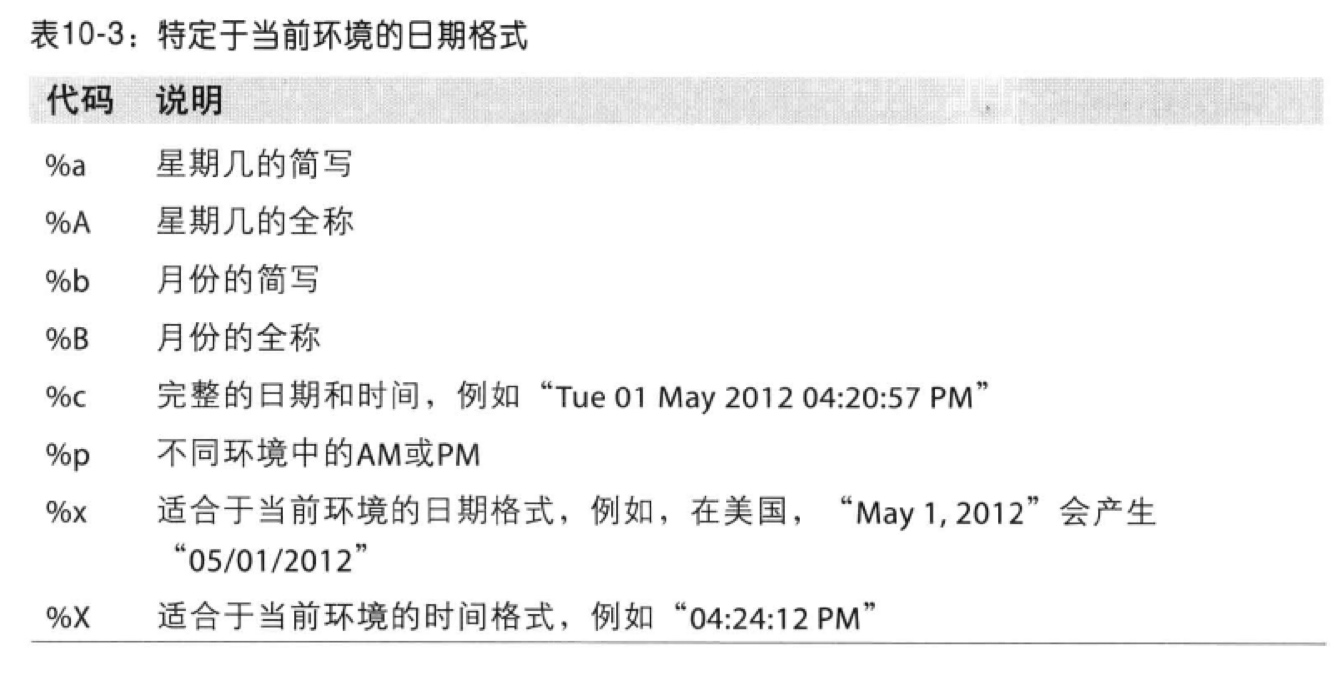 表10-3：特定于当前环境的日期格式
代码 说明
%a 星期几的简写
%A 星期几的全称
%b 月份的简写
%B 月份的全称
%c 完整的日期和时间，例如“Tue 01 May 2012 04:20:57 PM”
%p 不同环境中的AM或PM
%x 适合于当前环境的日期格式，例如，在美国，“May 1, 2012”会产生
“05/01/2012”
%X 适合于当前环境的时间格式，例如“04:24:12 PM”